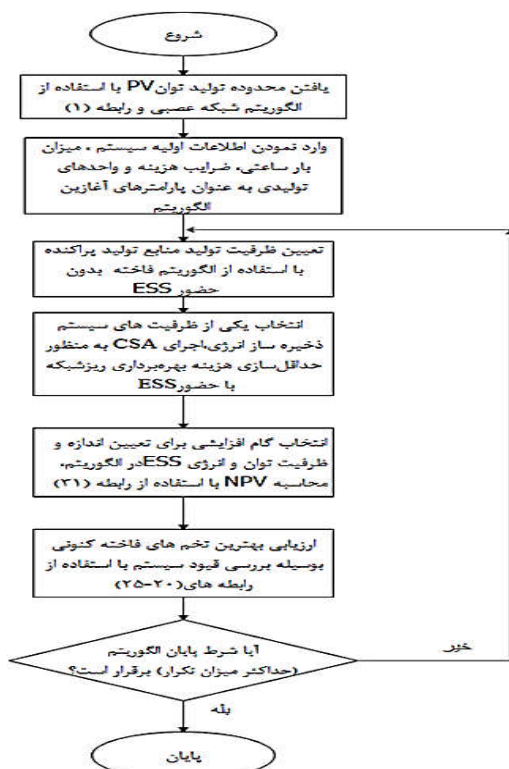 شروع
یافتن محدوده تولید توان PV با استفاده از
الگوریتم شبکه عصبی و رابطه (۱)
وارد نمودن اطلاعات اولیه سیستم ، میزان
بار ساعتی، ضرایب هزینه و واحدهای
تولیدی به عنوان پارامترهای آغازین
الگوریتم
تعیین ظرفیت تولید منابع تولید پراکنده
با استفاده از الگوریتم فاخته بدون
حضور ESS
انتخاب یکی از ظرفیت های سیستم
ذخیره ساز انرژی،اجرای CSA به منظور
حداقل‌سازی هزینه بهره‌برداری ریزشبکه
با حضورESS
انتخاب گام افزایشی برای تعیین اندازه و
ظرفیت توان و انرژی ESSدر الگوریتم،
محاسبه NPV با استفاده از رابطه (۳۱)
ارزیابی بهترین تخم های فاخته کنونی
بوسیله بررسی قیود سیستم با استفاده از
رابطه های(۲۰-۲۵)
آیا شرط پایان الگوریتم
(حداکثر میزان تکرار) برقرار است؟
خیر
بله
پایان